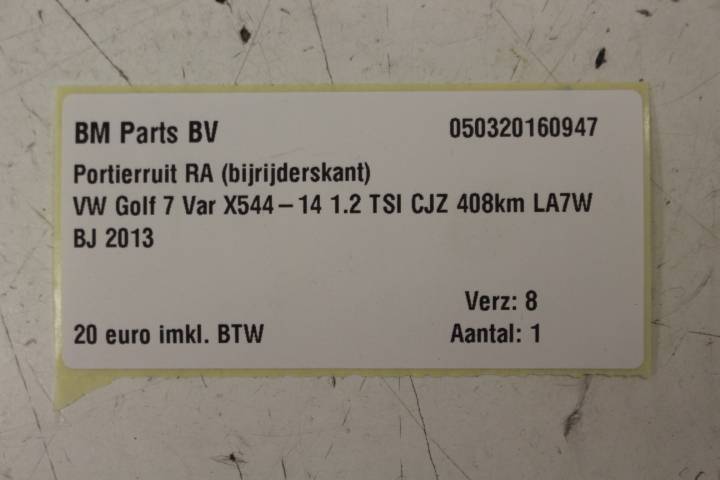 BM Parts BV 050320160947
Portierruit RA (bijrijderskant)
VW Golf 7 Var X544-14 1.2 TSI CJZ 408km LA7W
BJ 2013
Verz: 8
20 euro imkl. BTW Aantal: 1